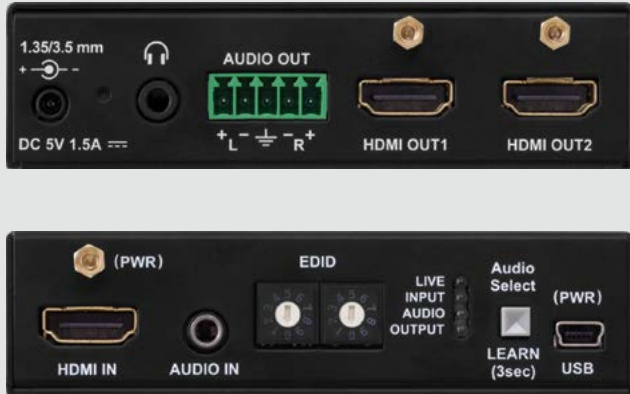 1.35/3.5 mm
+ -
AUDIO OUT
DC 5V 1.5A
+ L - - R +
HDMI OUT1
HDMI OUT2
(PWR)
EDID
LIVE
INPUT
AUDIO
OUTPUT
Audio
Select
(PWR)
HDMI IN
AUDIO IN
LEARN
(3sec)
USB